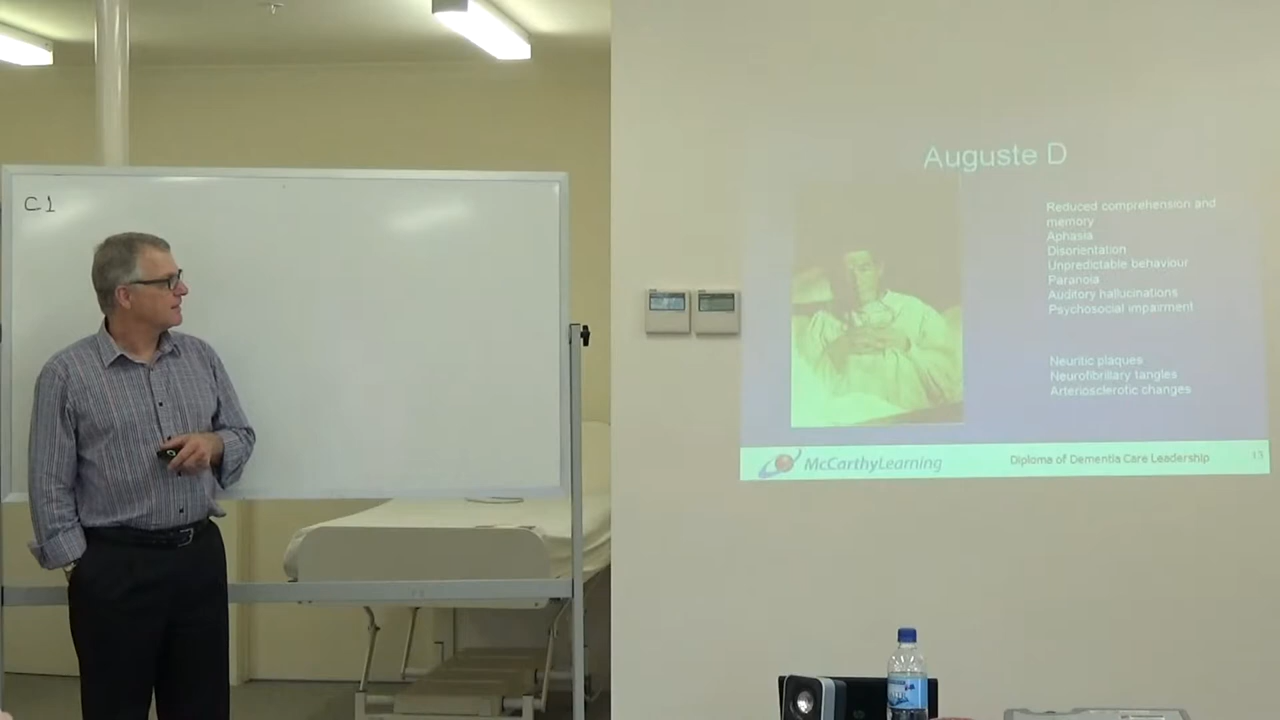 C1
Auguste D
Reduced comprehension and
memory
Aphasia
Disorientation
Unpredictable behaviour
Paranoia
Auditory hallucinations
Psychosocial impairment
Neuritic plaques
Neurofibrillary tangles
Arteriosclerotic changes
McCarthyLearning
Diploma of Dementia Care Leadership
13